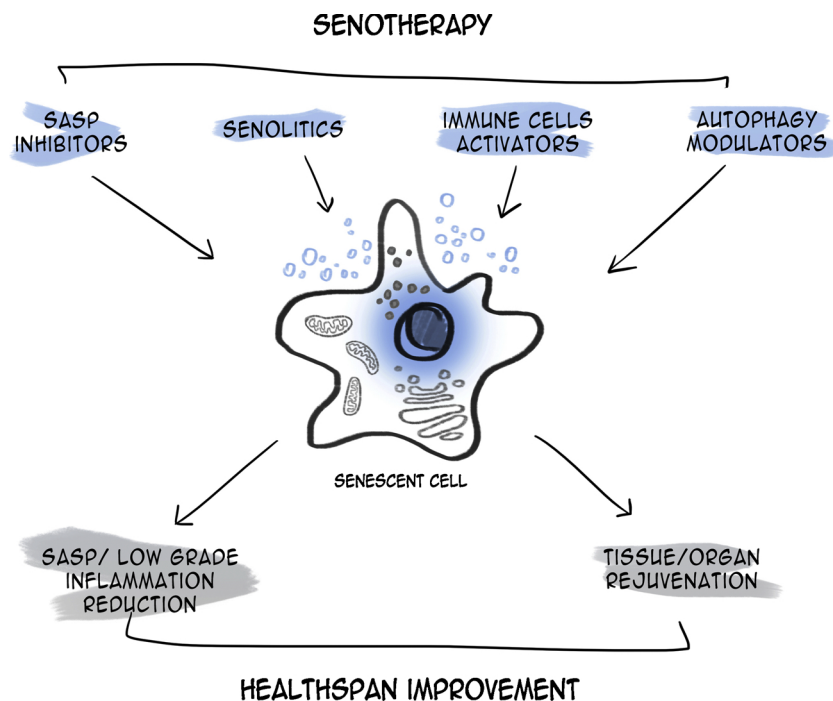 SENOTHERAPY
SASP
INHIBITORS
SENOLITICS
IMMUNE CELLS
ACTIVATORS
AUTOPHAGY
MODULATORS
SENESCENT CELL
SASP/ LOW GRADE
INFLAMMATION
REDUCTION
TISSUE/ORGAN
REJUVENATION
HEALTHSPAN IMPROVEMENT